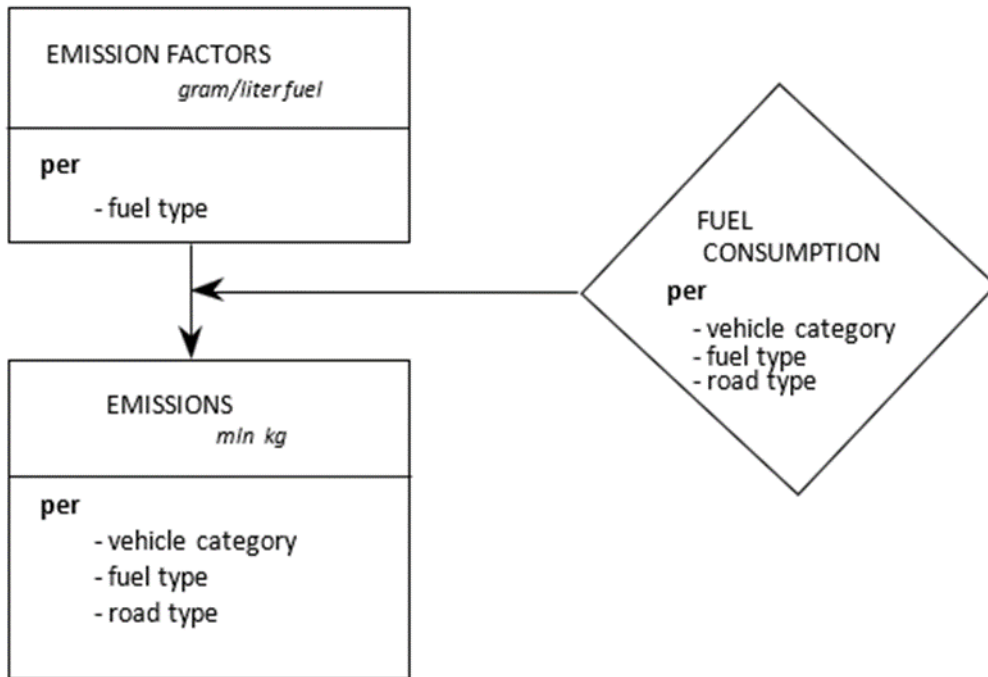 EMISSION FACTORS
gram/liter fuel
per
- fuel type
FUEL
CONSUMPTION
per
- vehicle category
- fuel type
- road type
EMISSIONS
mln kg
per
- vehicle category
- fuel type
- road type